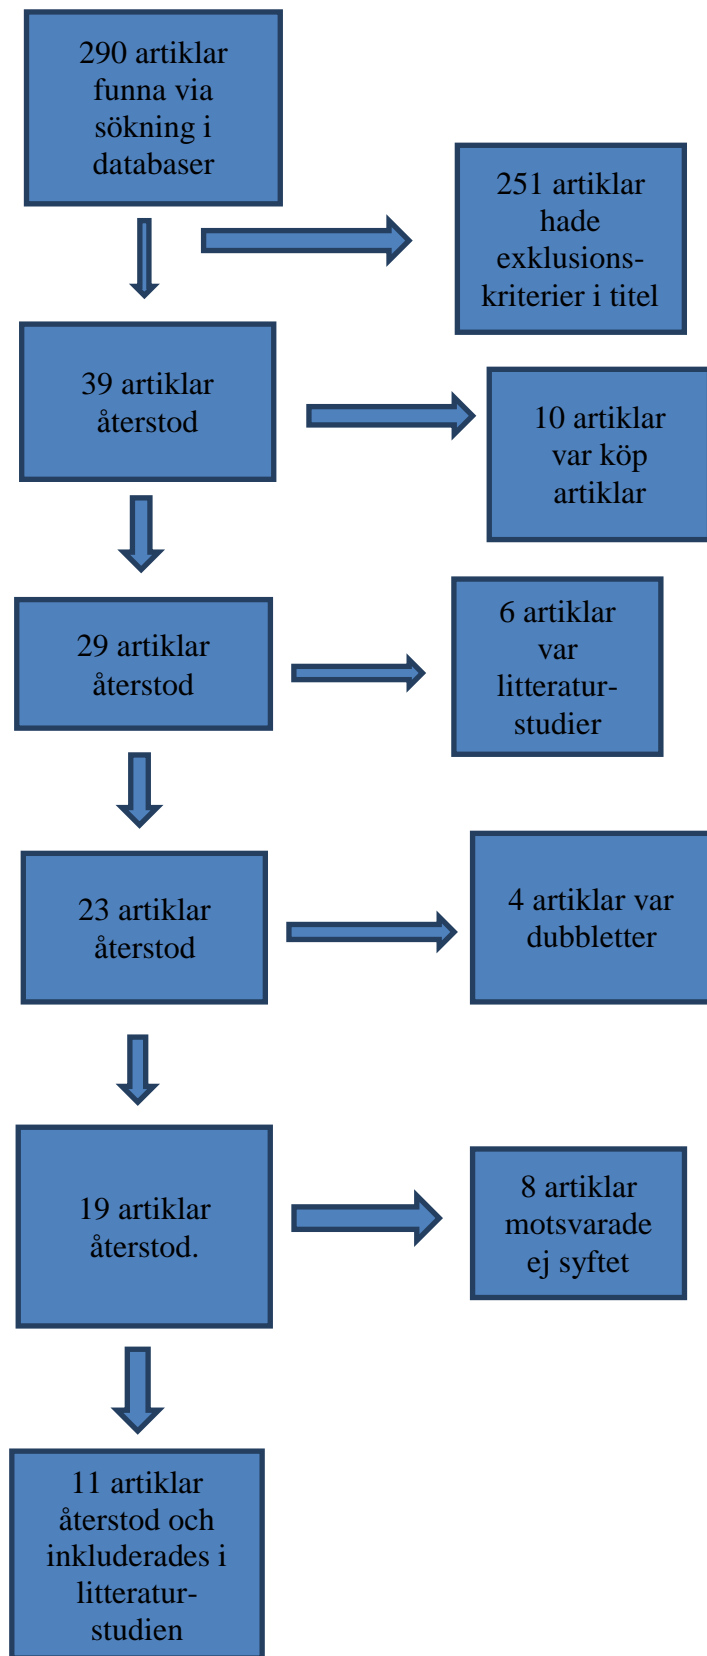 290 artiklar
funna via
sökning i
databaser
251 artiklar
hade
exklusions-
kriterier i titel
39 artiklar
återstod
10 artiklar
var köp
artiklar
29 artiklar
återstod
6 artiklar
var
litteratur-
studier
23 artiklar
återstod
4 artiklar var
dubbletter
19 artiklar
återstod.
8 artiklar
motsvarade
ej syftet
11 artiklar
återstod och
inkluderades i
litteratur-
studien